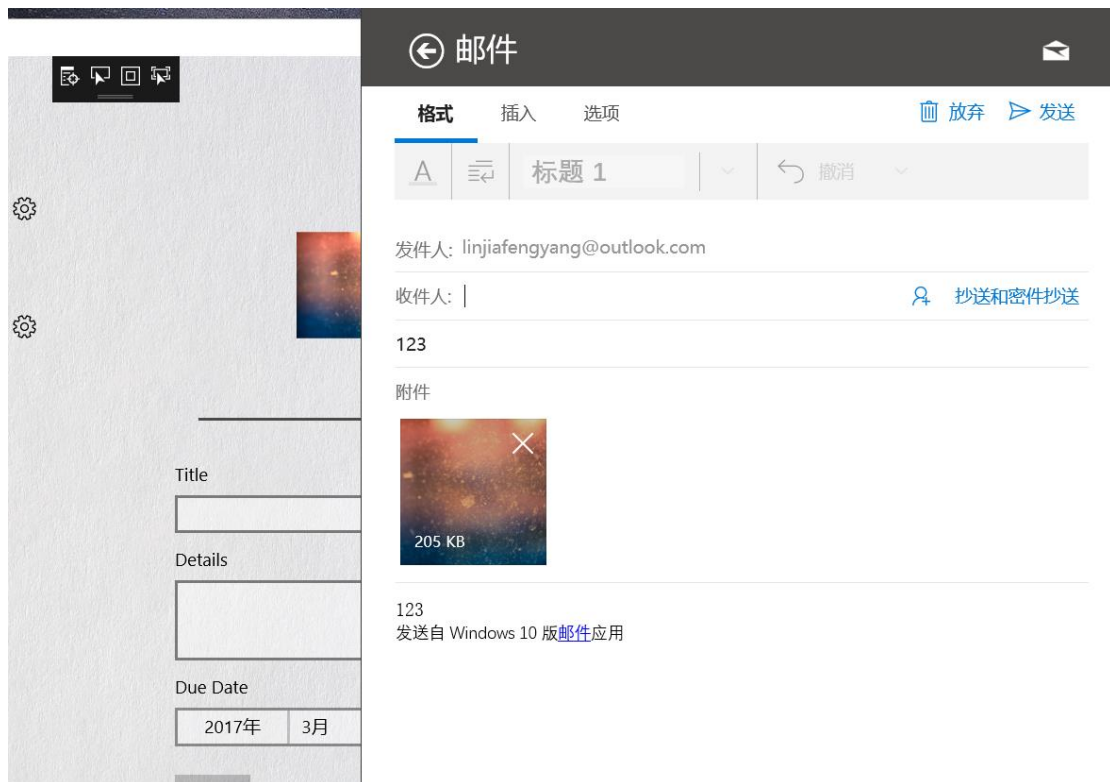 邮件
格式 插入 选项 放弃 发送
A 标题 1 撤消
发件人: linjiafengyang@outlook.com
收件人: 抄送和密件抄送
123
附件
205 KB
123
发送自 Windows 10 版邮件应用
Title
Details
Due Date
2017年 3月